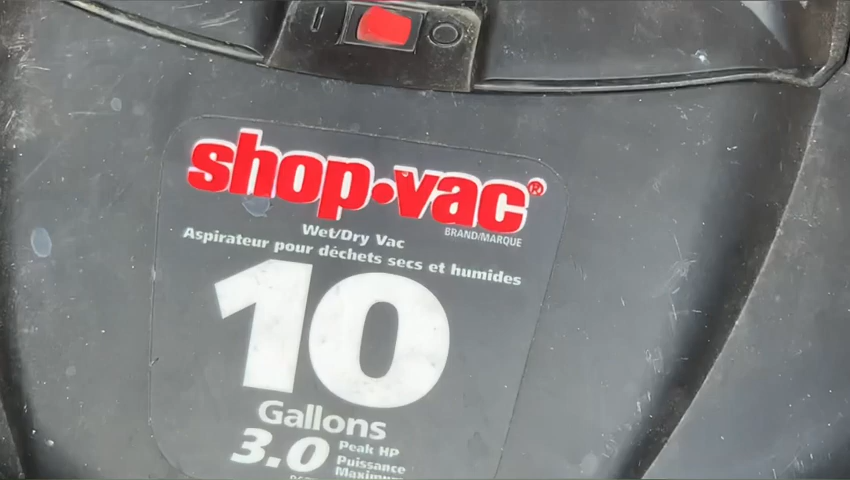 shop·vac®
BRAND/MARQUE
Wet/Dry Vac
Aspirateur pour déchets secs et humides
10
Gallons
3.0 Peak HP
Puissance
Maximum